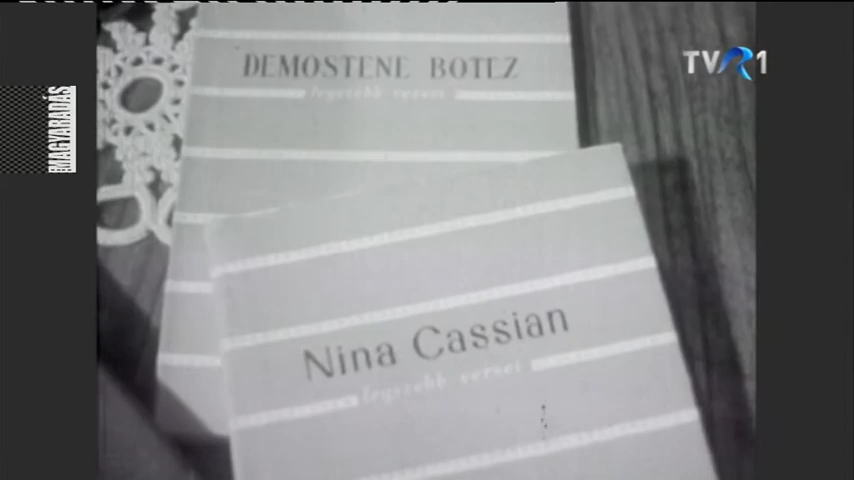 DEMOSTENE BOTEZ
legszebb versei
TVR1
MAGYARADÁS
Nina Cassian
legszebb versei